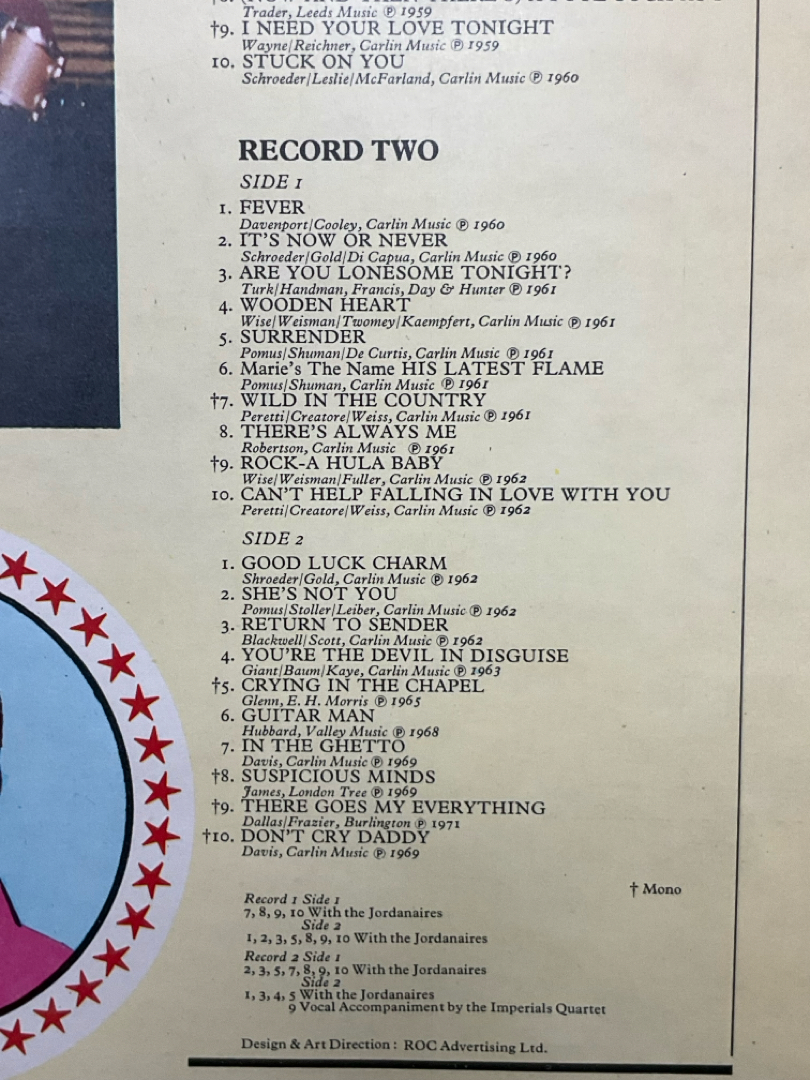 Trader, Leeds Music Ⓟ 1959
†9. I NEED YOUR LOVE TONIGHT
Wayne/Reichner, Carlin Music Ⓟ 1959
10. STUCK ON YOU
Schroeder/Leslie/McFarland, Carlin Music Ⓟ 1960
RECORD TWO
SIDE 1
1. FEVER
Davenport/Cooley, Carlin Music Ⓟ 1960
2. IT'S NOW OR NEVER
Schroeder/Gold/Di Capua, Carlin Music Ⓟ 1960
3. ARE YOU LONESOME TONIGHT?
Turk/Handman, Francis, Day & Hunter Ⓟ 1961
4. WOODEN HEART
Wise/Weisman/Twomey/Kaempfert, Carlin Music Ⓟ 1961
5. SURRENDER
Pomus/Shuman/De Curtis, Carlin Music Ⓟ 1961
6. Marie's The Name HIS LATEST FLAME
Pomus/Shuman, Carlin Music Ⓟ 1961
†7. WILD IN THE COUNTRY
Peretti/Creatore/Weiss, Carlin Music Ⓟ 1961
8. THERE'S ALWAYS ME
Robertson, Carlin Music Ⓟ 1961
†9. ROCK-A HULA BABY
Wise/Weisman/Fuller, Carlin Music Ⓟ 1962
10. CAN'T HELP FALLING IN LOVE WITH YOU
Peretti/Creatore/Weiss, Carlin Music Ⓟ 1962
SIDE 2
1. GOOD LUCK CHARM
Shroeder/Gold, Carlin Music Ⓟ 1962
2. SHE'S NOT YOU
Pomus/Stoller/Leiber, Carlin Music Ⓟ 1962
3. RETURN TO SENDER
Blackwell/Scott, Carlin Music Ⓟ 1962
4. YOU'RE THE DEVIL IN DISGUISE
Giant/Baum/Kaye, Carlin Music Ⓟ 1963
†5. CRYING IN THE CHAPEL
Glenn, E. H. Morris Ⓟ 1965
6. GUITAR MAN
Hubbard, Valley Music Ⓟ 1968
7. IN THE GHETTO
Davis, Carlin Music Ⓟ 1969
†8. SUSPICIOUS MINDS
James, London Tree Ⓟ 1969
†9. THERE GOES MY EVERYTHING
Dallas/Frazier, Burlington Ⓟ 1971
†10. DON'T CRY DADDY
Davis, Carlin Music Ⓟ 1969
† Mono
Record 1 Side 1
7, 8, 9, 10 With the Jordanaires
Side 2
1, 2, 3, 5, 8, 9, 10 With the Jordanaires
Record 2 Side 1
2, 3, 5, 7, 8, 9, 10 With the Jordanaires
Side 2
1, 3, 4, 5 With the Jordanaires
9 Vocal Accompaniment by the Imperials Quartet
Design & Art Direction: ROC Advertising Ltd.